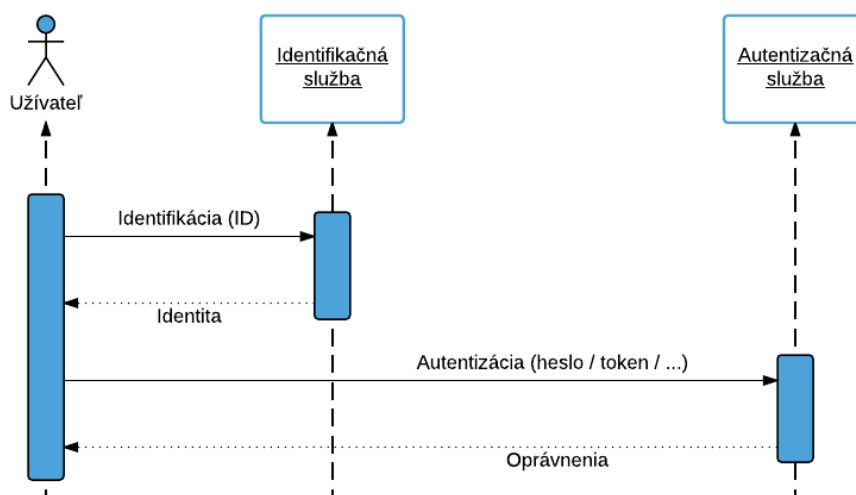 Identifikačná
služba
Autentizačná
služba
Užívateľ
Identifikácia (ID)
Identita
Autentizácia (heslo / token / ...)
Oprávnenia